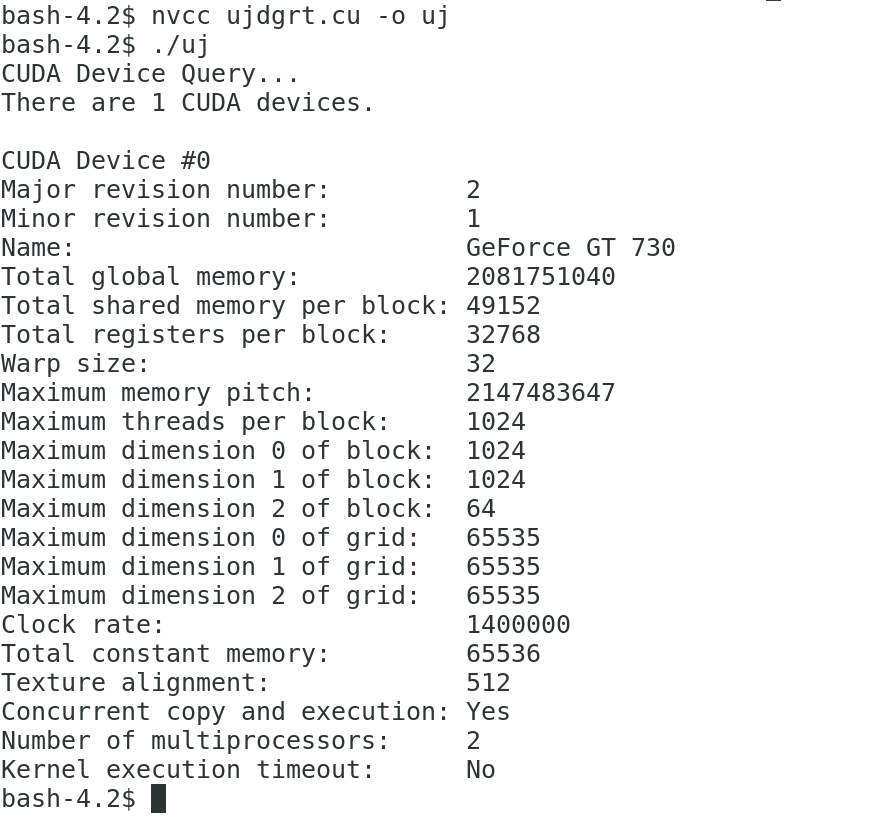 bash-4.2$ nvcc ujdgrt.cu -o uj
bash-4.2$ ./uj
CUDA Device Query...
There are 1 CUDA devices.

CUDA Device #0
Major revision number:         2
Minor revision number:         1
Name:                          GeForce GT 730
Total global memory:           2081751040
Total shared memory per block: 49152
Total registers per block:     32768
Warp size:                     32
Maximum memory pitch:          2147483647
Maximum threads per block:     1024
Maximum dimension 0 of block:  1024
Maximum dimension 1 of block:  1024
Maximum dimension 2 of block:  64
Maximum dimension 0 of grid:   65535
Maximum dimension 1 of grid:   65535
Maximum dimension 2 of grid:   65535
Clock rate:                    1400000
Total constant memory:         65536
Texture alignment:             512
Concurrent copy and execution: Yes
Number of multiprocessors:     2
Kernel execution timeout:      No
bash-4.2$